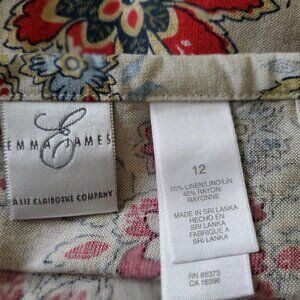 E
EMMA JAMES
A LIZ CLAIBORNE COMPANY
12
55% LINEN/LINO/LIN
45% RAYON/
RAYONNE
MADE IN SRI LANKA
HECHO EN
SRI LANKA
FABRIQUE A
SRI LANKA
RN 85373
CA 16396